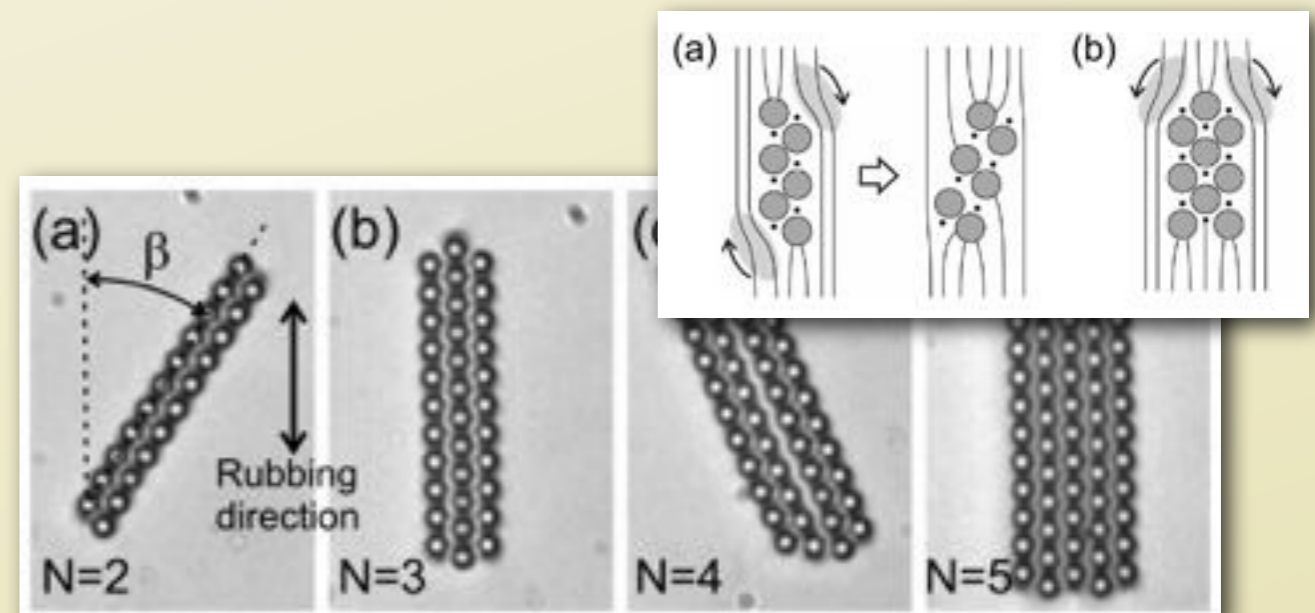 (a)
(b)
(a)
β
(b)
(c
Rubbing
direction
N=2
N=3
N=4
N=5